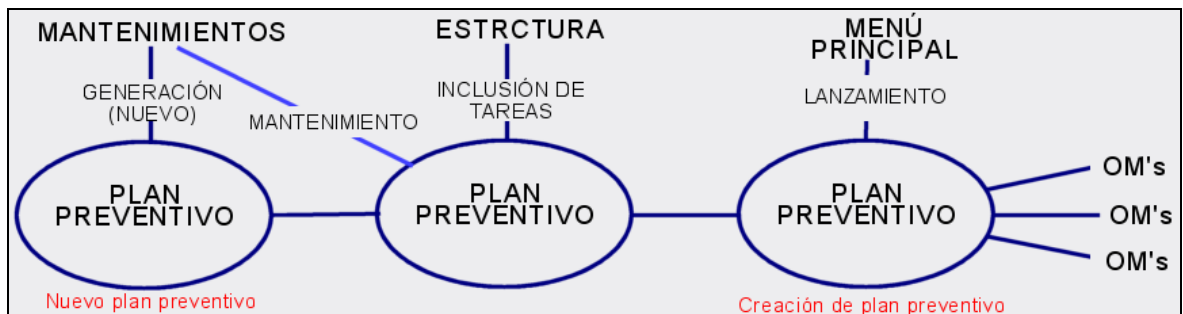 MANTENIMIENTOS
ESTRCTURA
MENÚ
PRINCIPAL
GENERACIÓN
(NUEVO)
MANTENIMIENTO
INCLUSIÓN DE
TAREAS
LANZAMIENTO
PLAN
PREVENTIVO
PLAN
PREVENTIVO
PLAN
PREVENTIVO
OM's
OM's
OM's
Nuevo plan preventivo
Creación de plan preventivo